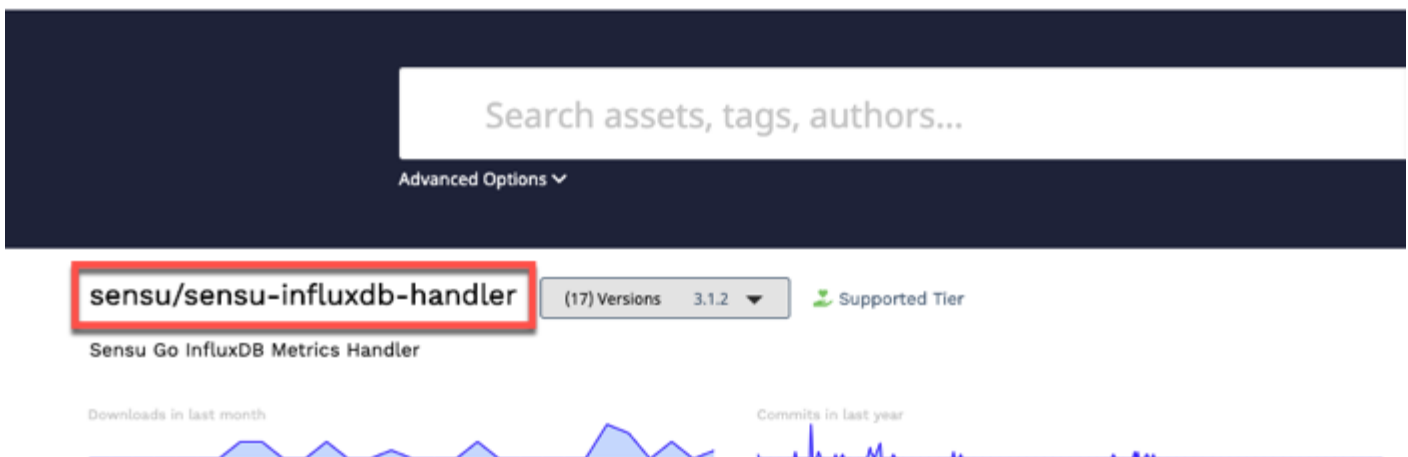 Search assets, tags, authors...
Advanced Options
sensu/sensu-influxdb-handler (17) Versions 3.1.2 Supported Tier
Sensu Go InfluxDB Metrics Handler
Downloads in last month Commits in last year